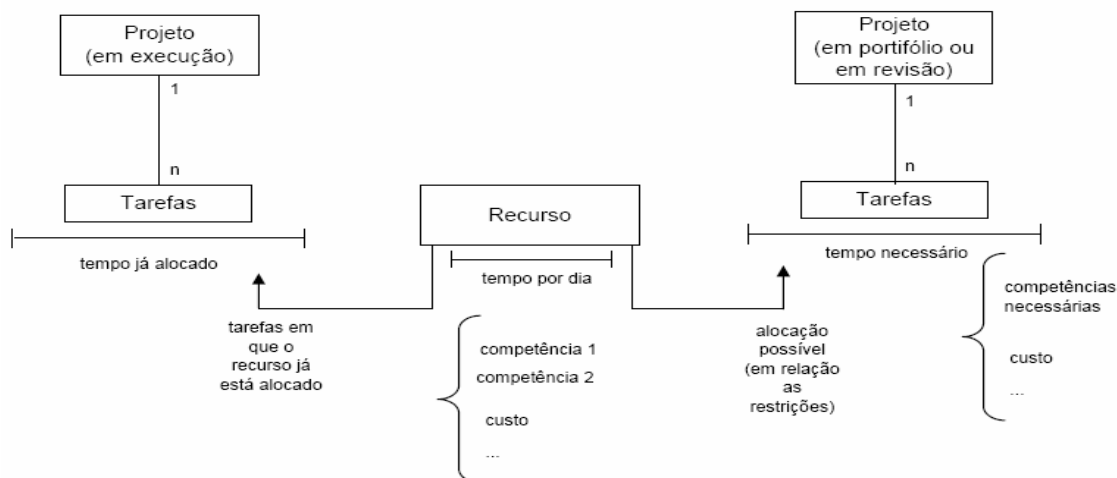 Projeto
(em execução)
1
n
Tarefas
tempo já alocado
tarefas em
que o
recurso já
está alocado
Recurso
tempo por dia
competência 1
competência 2
custo
...
Projeto
(em portifólio ou
em revisão)
1
n
Tarefas
tempo necessário
alocação
possível
(em relação
as
restrições)
competências
necessárias
custo
...